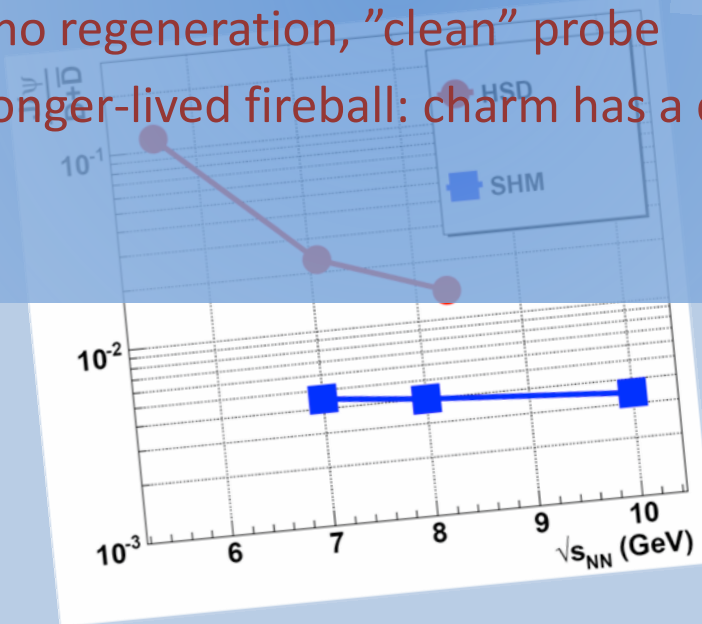 no regeneration, ”clean” probe
longer-lived fireball: charm has a
J/ψ
D+D
HSD
SHM
10-1
10-2
10-3
6
7
8
9
10
√sNN (GeV)